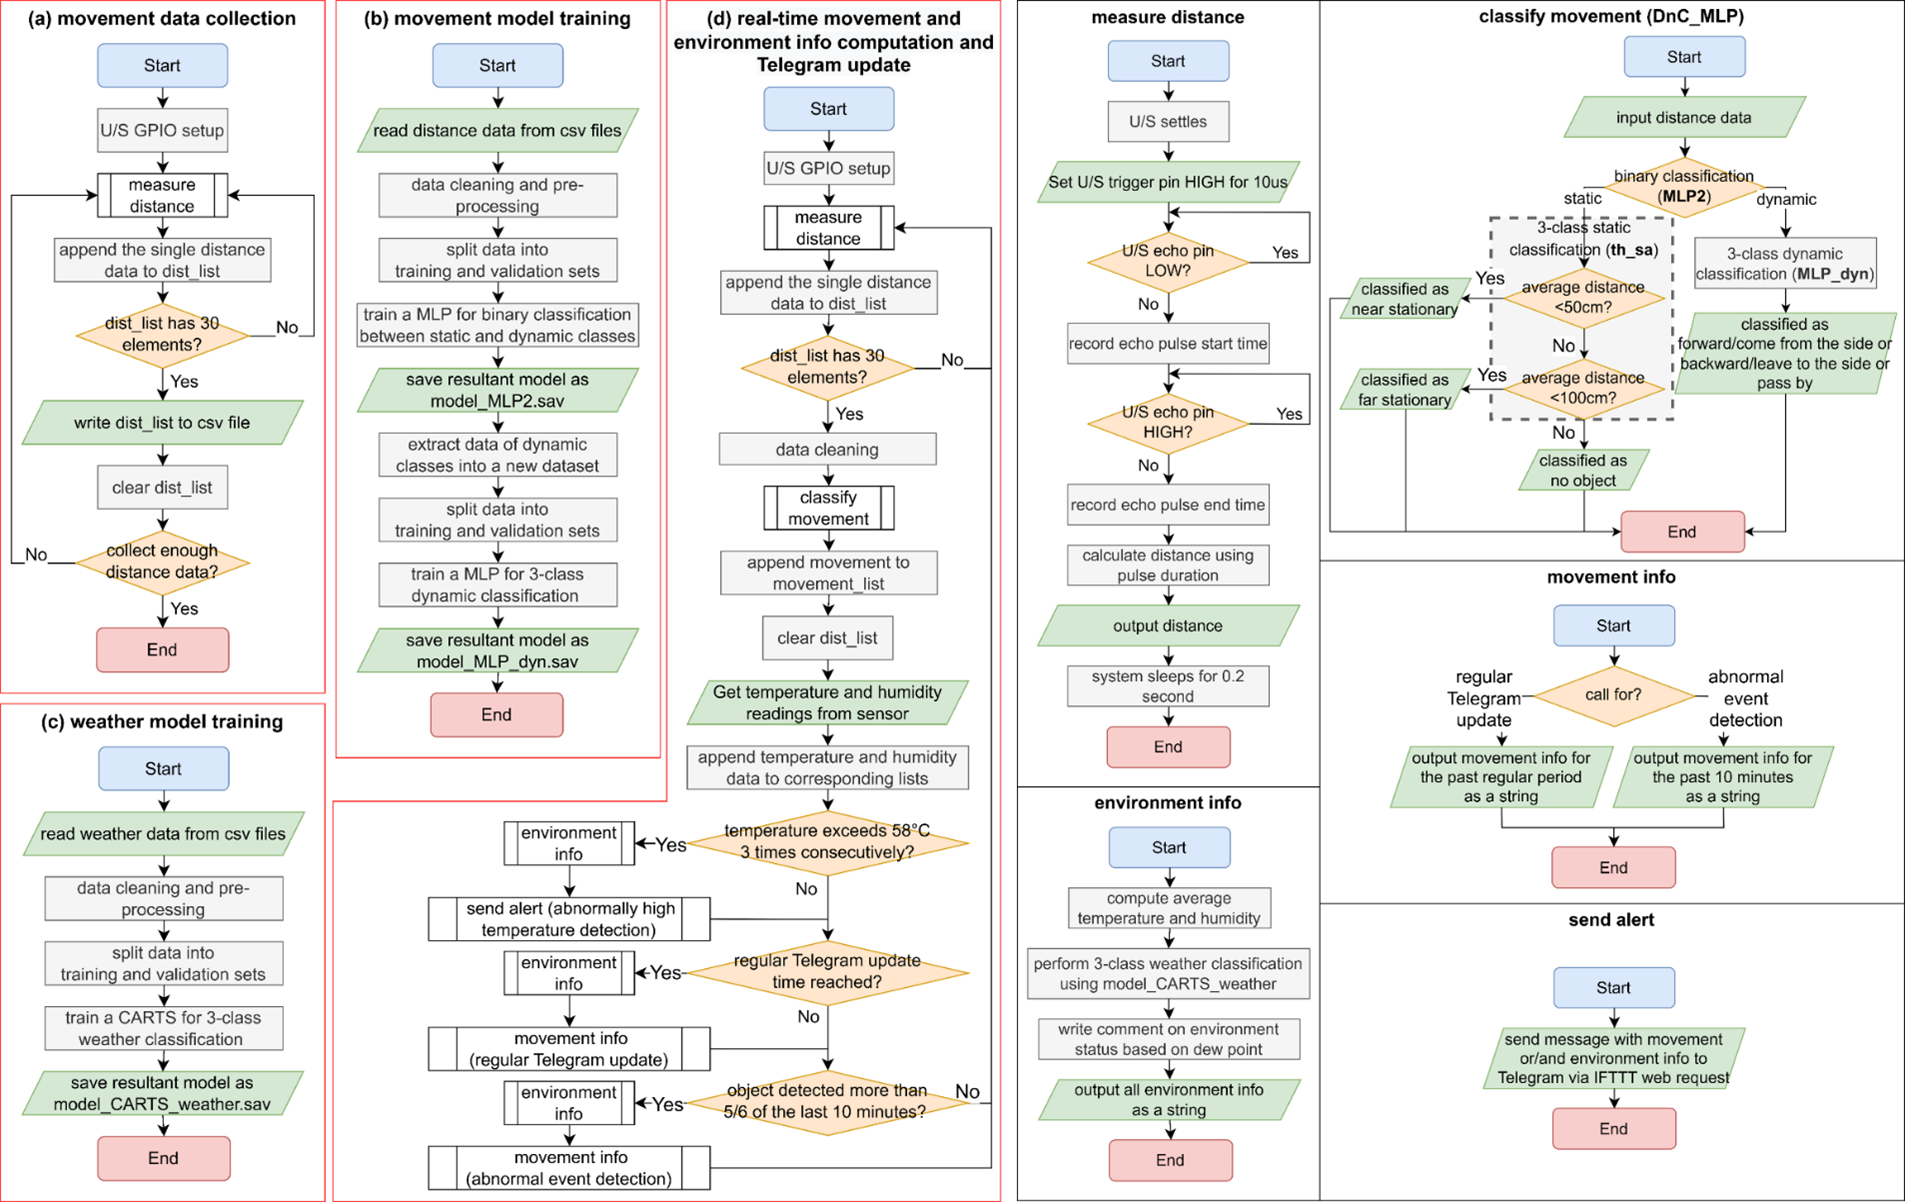 (a) movement data collection
Start
U/S GPIO setup
measure
distance
append the single distance
data to dist_list
dist_list has 30
elements?
No
Yes
write dist_list to csv file
clear dist_list
collect enough
distance data?
No
Yes
End
(b) movement model training
Start
read distance data from csv files
data cleaning and pre-
processing
split data into
training and validation sets
train a MLP for binary classification
between static and dynamic classes
save resultant model as
model_MLP2.sav
extract data of dynamic
classes into a new dataset
split data into
training and validation sets
train a MLP for 3-class
dynamic classification
save resultant model as
model_MLP_dyn.sav
End
(c) weather model training
Start
read weather data from csv files
data cleaning and pre-
processing
split data into
training and validation sets
train a CARTS for 3-class
weather classification
save resultant model as
model_CARTS_weather.sav
End
(d) real-time movement and
environment info computation and
Telegram update
Start
U/S GPIO setup
measure
distance
append the single distance
data to dist_list
dist_list has 30
elements?
No
Yes
data cleaning
classify
movement
append movement to
movement_list
clear dist_list
Get temperature and humidity
readings from sensor
append temperature and humidity
data to corresponding lists
temperature exceeds 58°C
3 times consecutively?
Yes
environment
info
No
send alert (abnormally high
temperature detection)
regular Telegram update
time reached?
Yes
environment
info
No
movement info
(regular Telegram update)
object detected more than
5/6 of the last 10 minutes?
No
Yes
environment
info
movement info
(abnormal event detection)
measure distance
Start
U/S settles
Set U/S trigger pin HIGH for 10us
U/S echo pin
LOW?
Yes
No
record echo pulse start time
U/S echo pin
HIGH?
Yes
No
record echo pulse end time
calculate distance using
pulse duration
output distance
system sleeps for 0.2
second
End
environment info
Start
compute average
temperature and humidity
perform 3-class weather classification
using model_CARTS_weather
write comment on environment
status based on dew point
output all environment info
as a string
End
classify movement (DnC_MLP)
Start
input distance data
binary classification
(MLP2)
static
dynamic
3-class static
classification (th_sa)
3-class dynamic
classification (MLP_dyn)
average distance
<50cm?
Yes
classified as
near stationary
No
classified as
forward/come from the side or
backward/leave to the side or
pass by
average distance
<100cm?
Yes
classified as
far stationary
No
classified as
no object
End
movement info
Start
call for?
regular
Telegram
update
abnormal
event
detection
output movement info for
the past regular period
as a string
output movement info for
the past 10 minutes
as a string
End
send alert
Start
send message with movement
or/and environment info to
Telegram via IFTTT web request
End